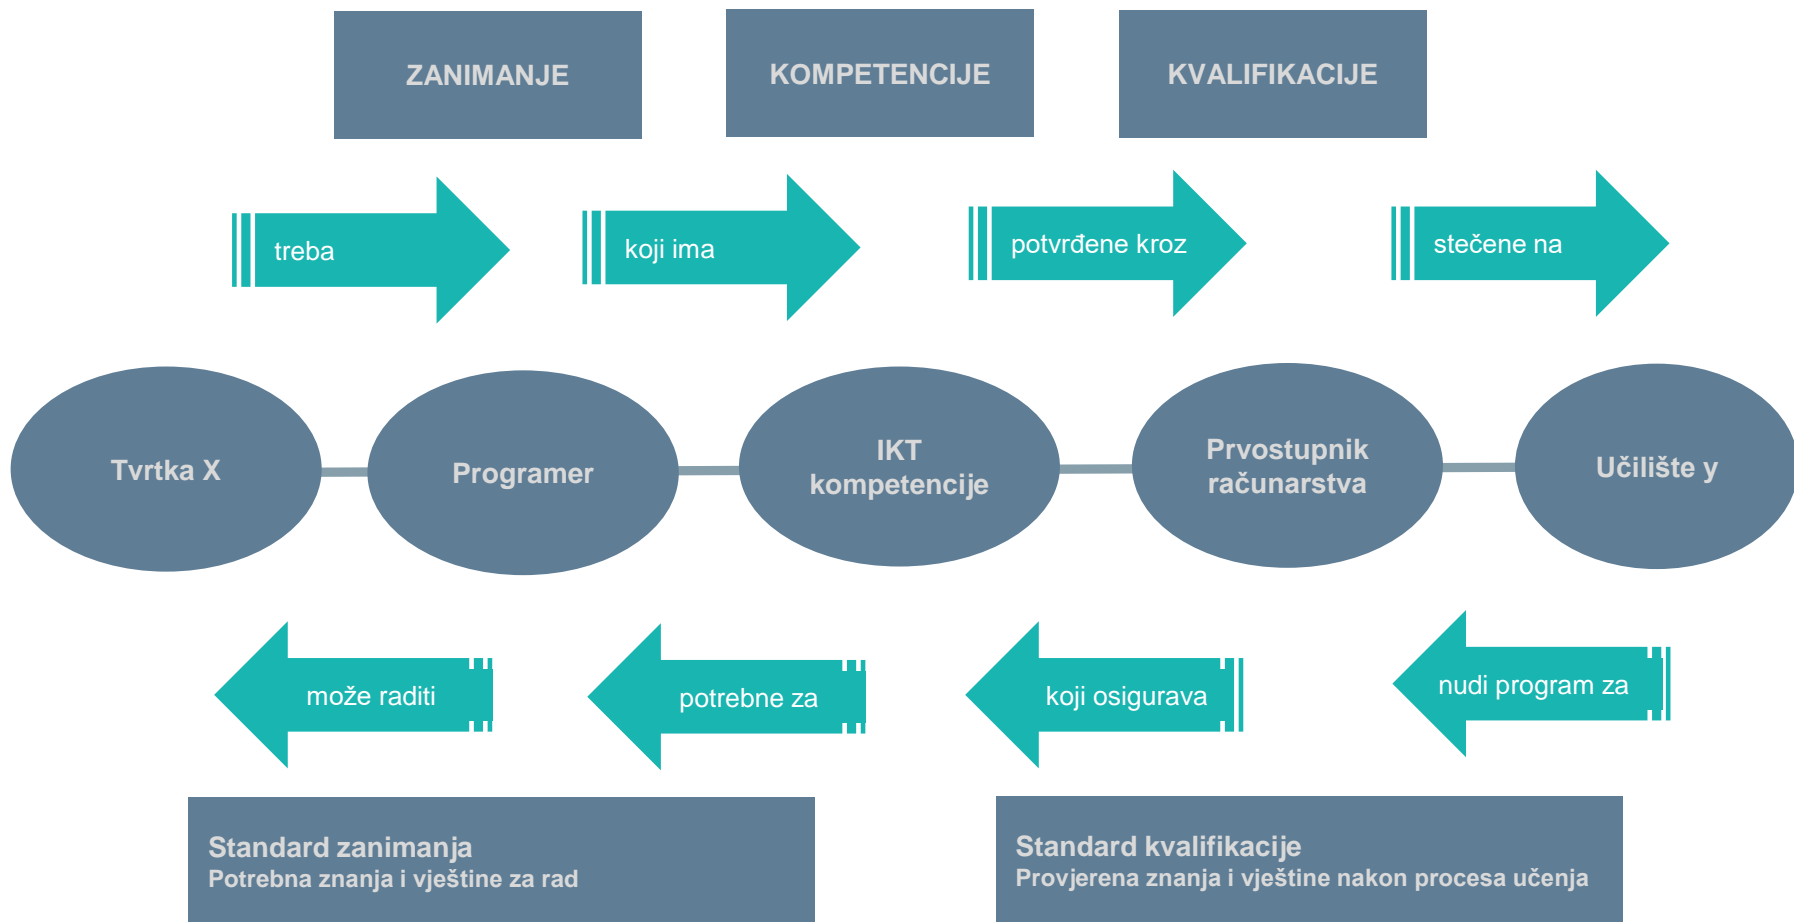 ZANIMANJE
KOMPETENCIJE
KVALIFIKACIJE
treba
koji ima
potvrđene kroz
stečene na
Tvrtka X
Programer
IKT
kompetencije
Prvostupnik
računarstva
Učilište y
može raditi
potrebne za
koji osigurava
nudi program za
Standard zanimanja
Potrebna znanja i vještine za rad
Standard kvalifikacije
Provjerena znanja i vještine nakon procesa učenja